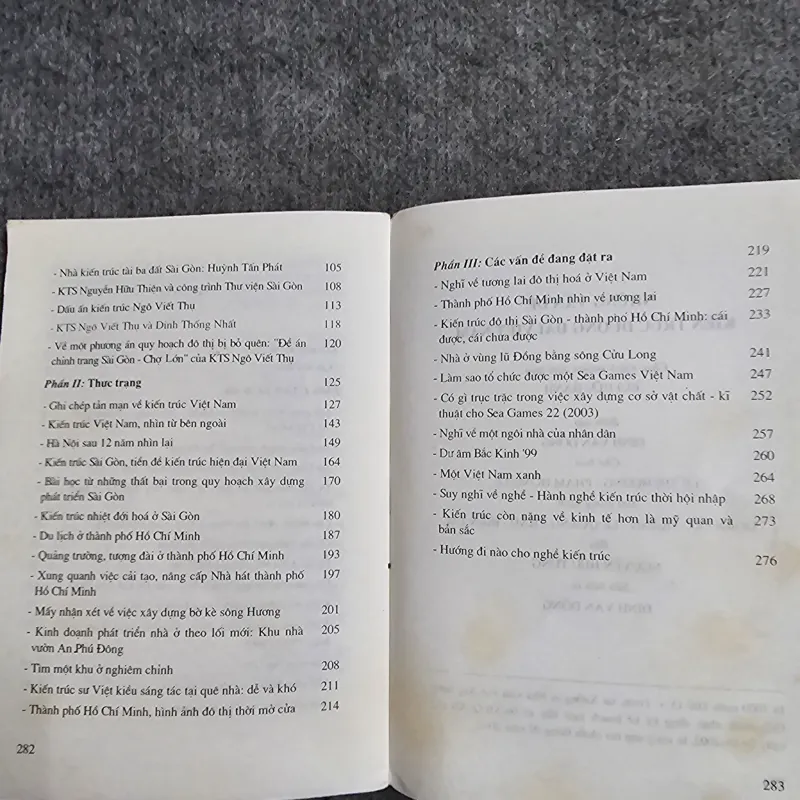 - Nhà kiến trúc tài ba đất Sài Gòn: Huỳnh Tấn Phát 105
- KTS Nguyễn Hữu Thiện và công trình Thư viện Sài Gòn 108
- Dấu ấn kiến trúc Ngô Viết Thụ 113
- KTS Ngô Viết Thụ và Dinh Thống Nhất 118
- Về một phương án quy hoạch đô thị bị bỏ quên: "Đề án 120
chỉnh trang Sài Gòn - Chợ Lớn" của KTS Ngô Viết Thụ
Phần II: Thực trạng 125
- Ghi chép tản mạn về kiến trúc Việt Nam 127
- Kiến trúc Việt Nam, nhìn từ bên ngoài 143
- Hà Nội sau 12 năm nhìn lại 149
- Kiến trúc Sài Gòn, tiền đề kiến trúc hiện đại Việt Nam 164
- Bài học từ những thất bại trong quy hoạch xây dựng 170
phát triển Sài Gòn
- Kiến trúc nhiệt đới hoá ở Sài Gòn 180
- Du lịch ở thành phố Hồ Chí Minh 187
- Quảng trường, tượng đài ở thành phố Hồ Chí Minh 193
- Xung quanh việc cải tạo, nâng cấp Nhà hát thành phố 197
Hồ Chí Minh
- Mấy nhận xét về việc xây dựng bờ kè sông Hương 201
- Kinh doanh phát triển nhà ở theo lối mới: Khu nhà 205
vườn An Phú Đông
- Tìm một khu ở nghiêm chỉnh 208
- Kiến trúc sư Việt kiều sáng tác tại quê nhà: dễ và khó 211
- Thành phố Hồ Chí Minh, hình ảnh đô thị thời mở cửa 214
282
Phần III: Các vấn đề đang đặt ra 219
- Nghĩ về tương lai đô thị hoá ở Việt Nam 221
- Thành phố Hồ Chí Minh nhìn về tương lai 227
- Kiến trúc đô thị Sài Gòn - thành phố Hồ Chí Minh: cái 233
được, cái chưa được
- Nhà ở vùng lũ Đồng bằng sông Cửu Long 241
- Làm sao tổ chức được một Sea Games Việt Nam 247
- Có gì trục trặc trong việc xây dựng cơ sở vật chất - kĩ 252
thuật cho Sea Games 22 (2003)
- Nghĩ về một ngôi nhà của nhân dân 257
- Dư âm Bắc Kinh '99 260
- Một Việt Nam xanh 264
- Suy nghĩ về nghề - Hành nghề kiến trúc thời hội nhập 268
- Kiến trúc còn nặng về kinh tế hơn là mỹ quan và 273
bản sắc
- Hướng đi nào cho nghề kiến trúc 276
283